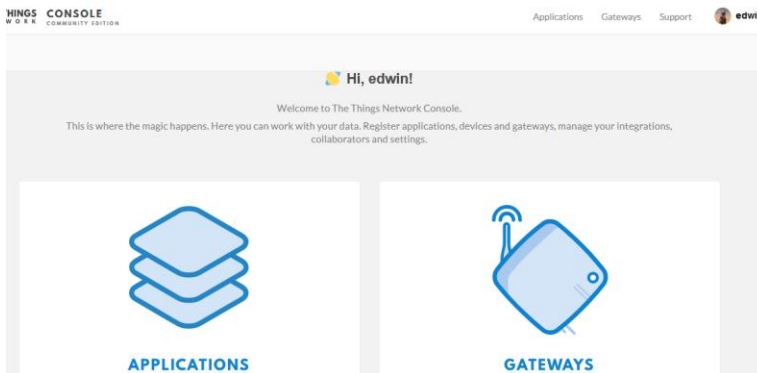 THINGS CONSOLE
WORK COMMUNITY EDITION
Applications Gateways Support edwi
Hi, edwin!
Welcome to The Things Network Console.
This is where the magic happens. Here you can work with your data. Register applications, devices and gateways, manage your integrations,
collaborators and settings.
APPLICATIONS
GATEWAYS